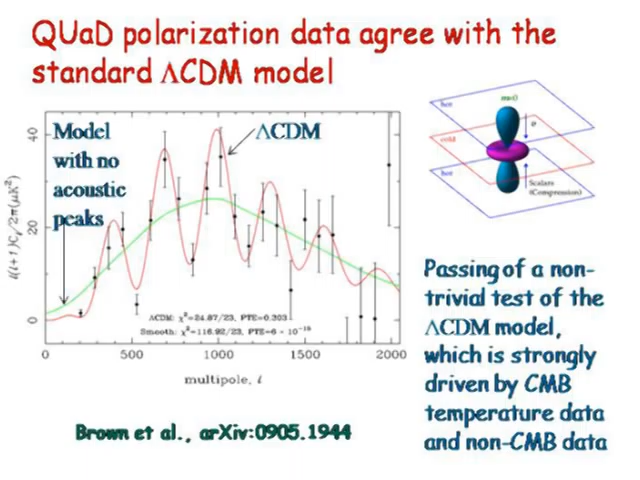 QUaD polarization data agree with the
standard ΛCDM model
Model
with no
acoustic
peaks
ΛCDM
40
20
0
l(l+1)C_l/2π(μK²)
ΛCDM: χ²=24.87/23, PTE=0.303
Smooth: χ²=116.92/23, PTE=6 × 10⁻¹⁵
0
500
1000
1500
2000
multipole, l
hot
m=0
cold
hot
Scalars
(Compression)
Passing of a non-
trivial test of the
ΛCDM model,
which is strongly
driven by CMB
temperature data
and non-CMB data
Brown et al., arXiv:0905.1944